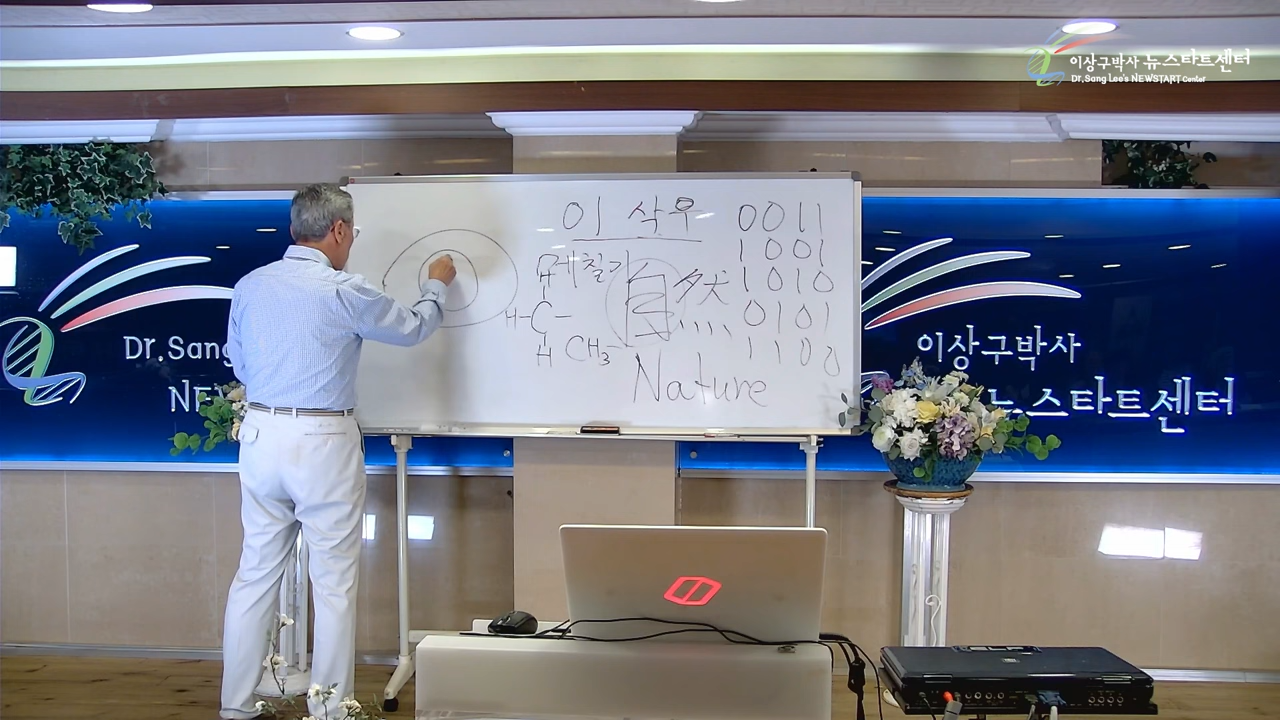 이상구박사 뉴스타트센터
Dr.Sang Lee's NEWSTART Center
이 삭우 0011
1001
메칠기 自然 1010
H
H-C- 0101
H CH₃- 1100
Nature
Dr.Sang
이상구박사
뉴스타트센터